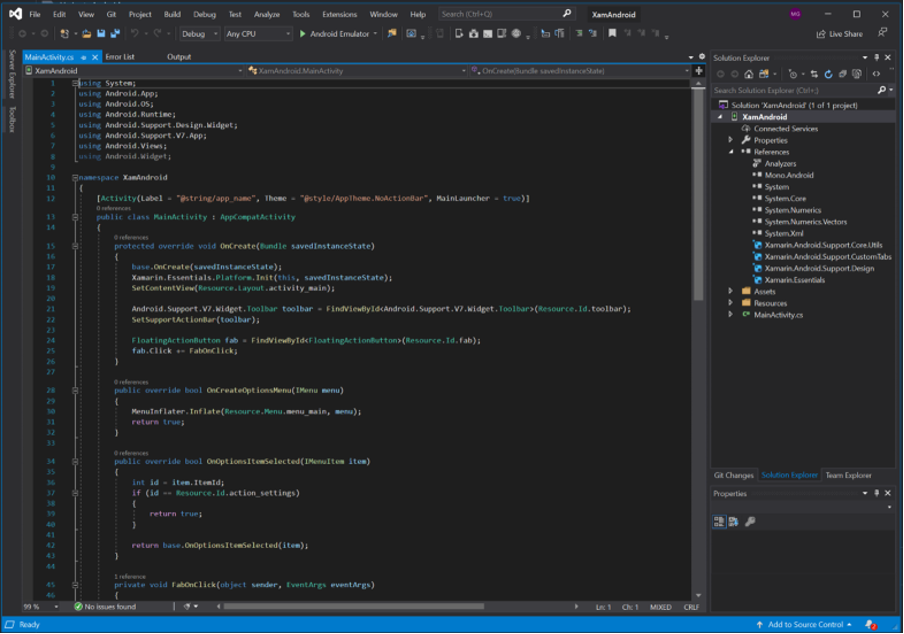 File Edit View Git Project Build Debug Test Analyze Tools Extensions Window Help Search (Ctrl+Q) XamAndroid MG
Debug Any CPU Android Emulator Live Share
Server Explorer
Toolbox
MainActivity.cs Error List Output
XamAndroid XamAndroid.MainActivity OnCreate(Bundle savedInstanceState)
1 using System;
2 using Android.App;
3 using Android.OS;
4 using Android.Runtime;
5 using Android.Support.Design.Widget;
6 using Android.Support.V7.App;
7 using Android.Views;
8 using Android.Widget;
9
10 namespace XamAndroid
11 {
12 [Activity(Label = "@string/app_name", Theme = "@style/AppTheme.NoActionBar", MainLauncher = true)]
0 references
13 public class MainActivity : AppCompatActivity
14 {
0 references
15 protected override void OnCreate(Bundle savedInstanceState)
16 {
17 base.OnCreate(savedInstanceState);
18 Xamarin.Essentials.Platform.Init(this, savedInstanceState);
19 SetContentView(Resource.Layout.activity_main);
20
21 Android.Support.V7.Widget.Toolbar toolbar = FindViewById<Android.Support.V7.Widget.Toolbar>(Resource.Id.toolbar);
22 SetSupportActionBar(toolbar);
23
24 FloatingActionButton fab = FindViewById<FloatingActionButton>(Resource.Id.fab);
25 fab.Click += FabOnClick;
26 }
27
0 references
28 public override bool OnCreateOptionsMenu(IMenu menu)
29 {
30 MenuInflater.Inflate(Resource.Menu.menu_main, menu);
31 return true;
32 }
33
0 references
34 public override bool OnOptionsItemSelected(IMenuItem item)
35 {
36 int id = item.ItemId;
37 if (id == Resource.Id.action_settings)
38 {
39 return true;
40 }
41
42 return base.OnOptionsItemSelected(item);
43 }
44
1 reference
45 private void FabOnClick(object sender, EventArgs eventArgs)
46 {
99 % No issues found Ln: 1 Ch: 1 MIXED CRLF
Solution Explorer
Search Solution Explorer (Ctrl+;)
Solution 'XamAndroid' (1 of 1 project)
XamAndroid
Connected Services
Properties
References
Analyzers
Mono.Android
System
System.Core
System.Numerics
System.Numerics.Vectors
System.Xml
Xamarin.Android.Support.Core.Utils
Xamarin.Android.Support.CustomTabs
Xamarin.Android.Support.Design
Xamarin.Essentials
Assets
Resources
MainActivity.cs
Git Changes Solution Explorer Team Explorer
Properties
Ready Add to Source Control 2